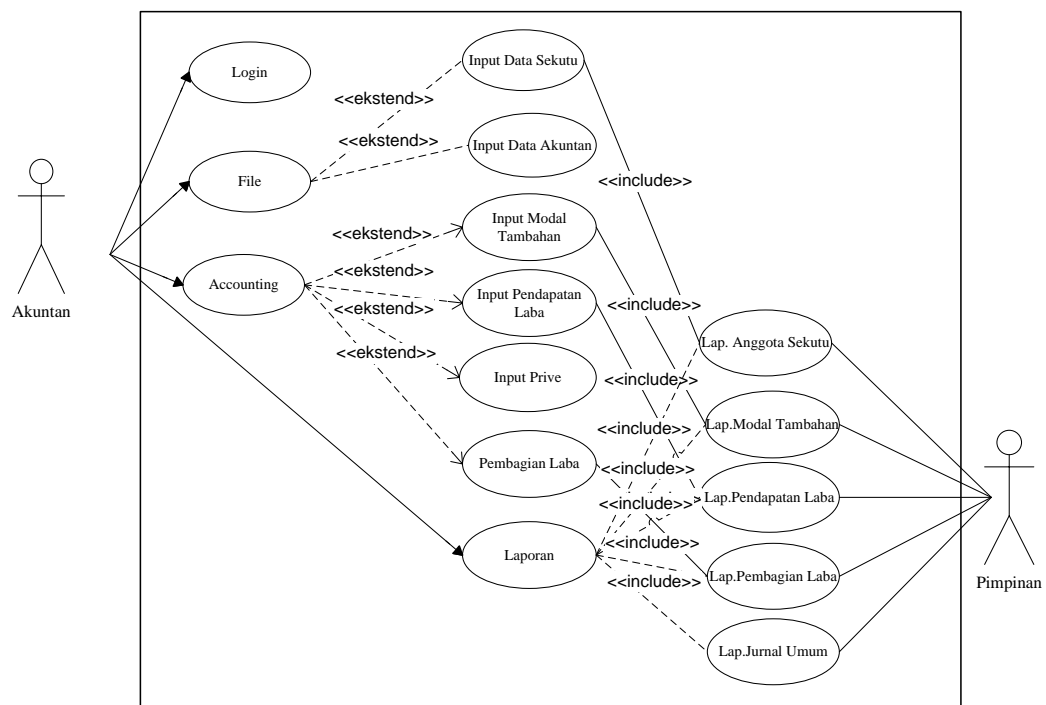 Input Data Sekutu
Login
<<ekstend>>
<<ekstend>>
Input Data Akuntan
File
<<include>>
Input Modal
Tambahan
<<ekstend>>
<<ekstend>>
Accounting
Input Pendapatan
Laba
<<ekstend>>
<<include>>
Akuntan
Lap. Anggota Sekutu
<<ekstend>>
Input Prive
<<include>>
Lap.Modal Tambahan
<<include>>
Pembagian Laba
<<include>>
Lap.Pendapatan Laba
<<include>>
<<include>>
Laporan
Lap.Pembagian Laba
<<include>>
Pimpinan
Lap.Jurnal Umum